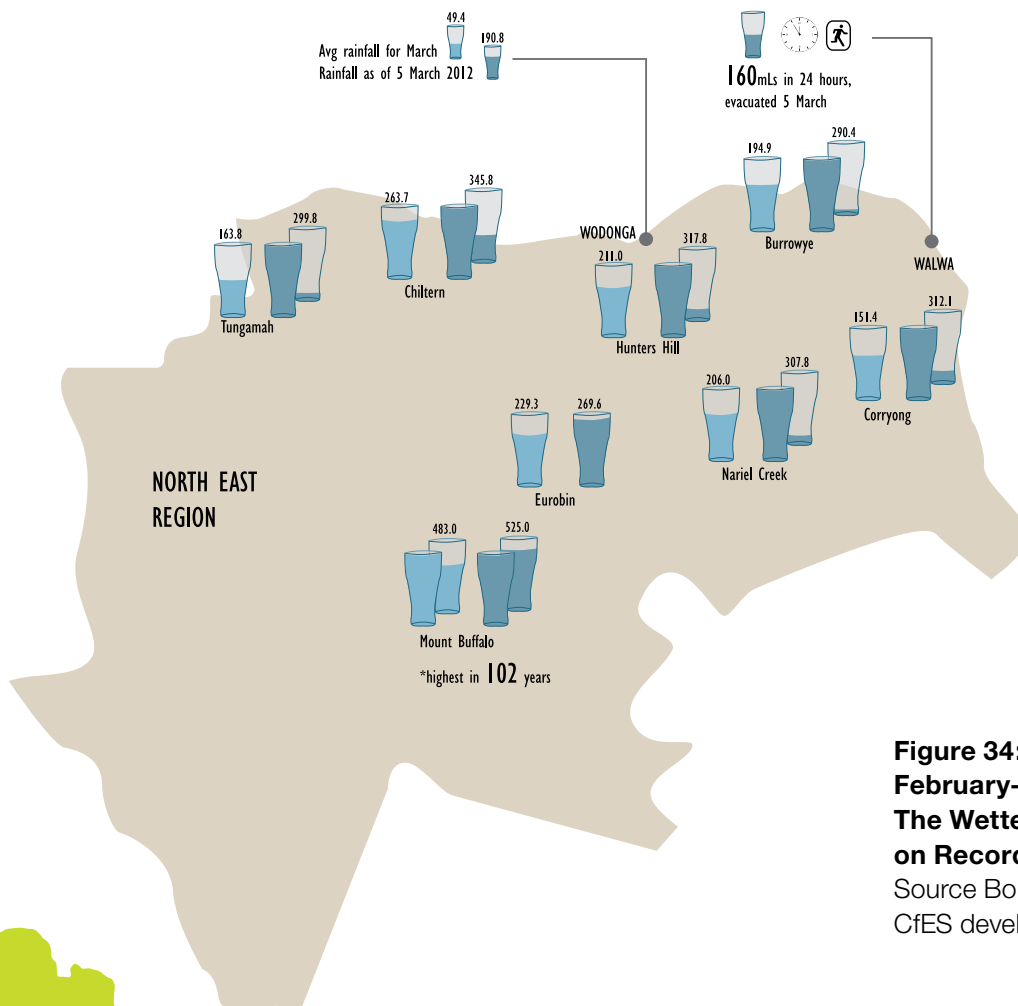 49.4
190.8
Avg rainfall for March
Rainfall as of 5 March 2012
160mLs in 24 hours,
evacuated 5 March
194.9
290.4
Burrowye
WODONGA
WALWA
263.7
345.8
Chiltern
163.8
299.8
Tungamah
211.0
317.8
Hunters Hill
151.4
312.1
Corryong
206.0
307.8
Nariel Creek
229.3
269.6
Eurobin
NORTH EAST
REGION
483.0
525.0
Mount Buffalo
*highest in 102 years
Figure 34:
February-
The Wette
on Record
Source Bo
CfES devel